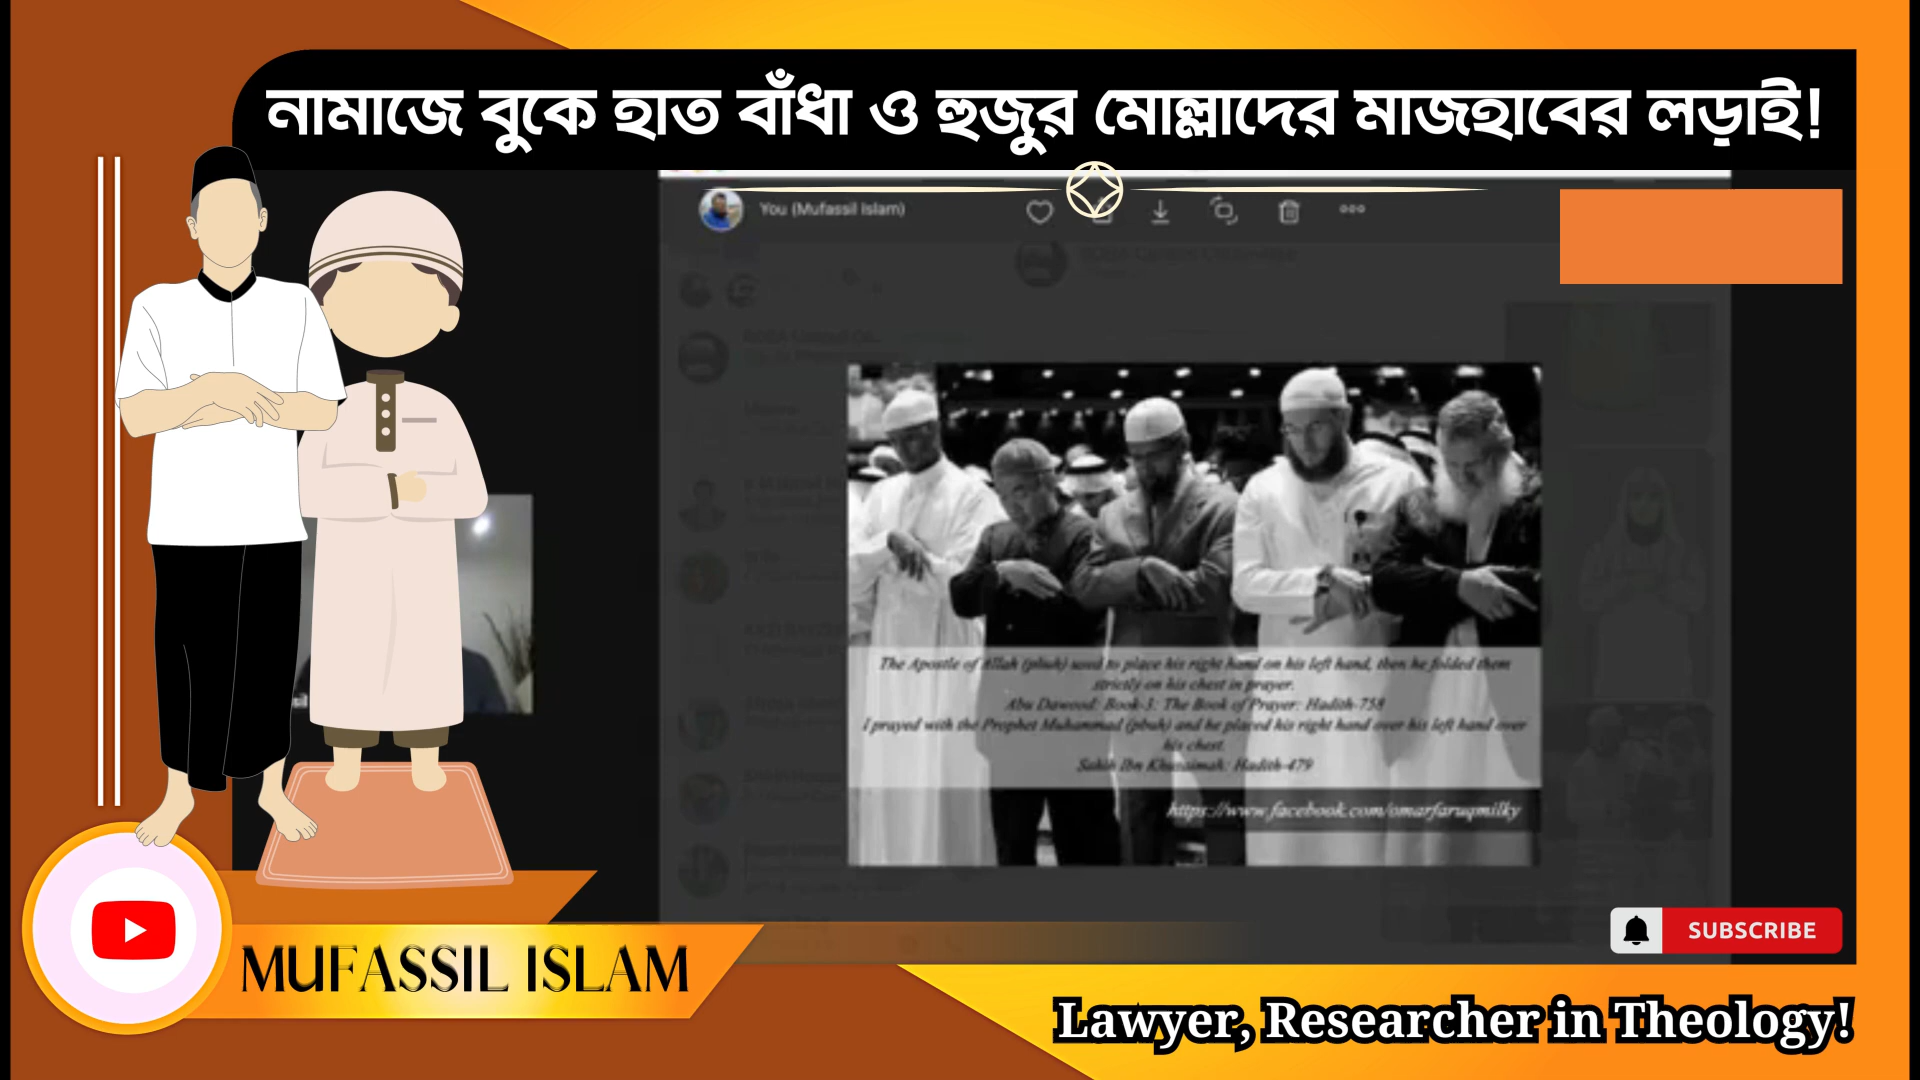 নামাজে বুকে হাত বাঁধা ও হুজুর মোল্লাদের মাজহাবের লড়াই!
You (Mufassil Islam)
The Apostle of Allah (pbuh) used to place his right hand on his left hand, then he folded them
strictly on his chest in prayer.
Abu Dawood: Book-3: The Book of Prayer: Hadith-758
I prayed with the Prophet Muhammad (pbuh) and he placed his right hand over his left hand over
his chest.
Sahih Ibn Khuzaimah: Hadith-479
https://www.facebook.com/omarfaruqmilky
SUBSCRIBE
MUFASSIL ISLAM
Lawyer, Researcher in Theology!